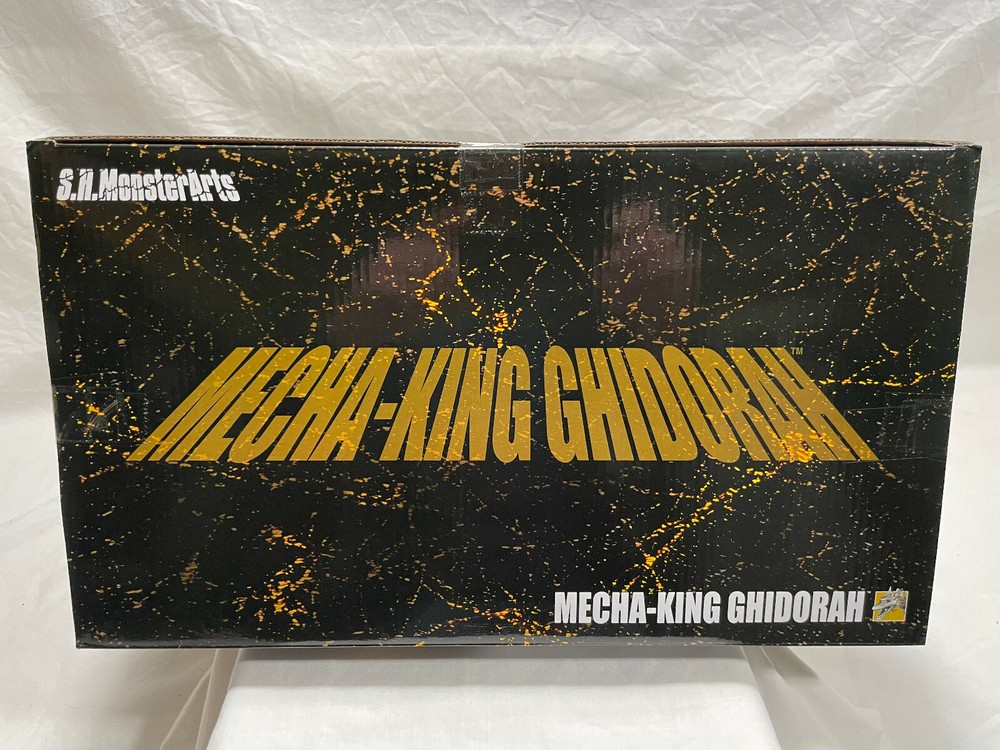 S.H.MonsterArts
MECHA-KING GHIDORAH™
MECHA-KING GHIDORAH